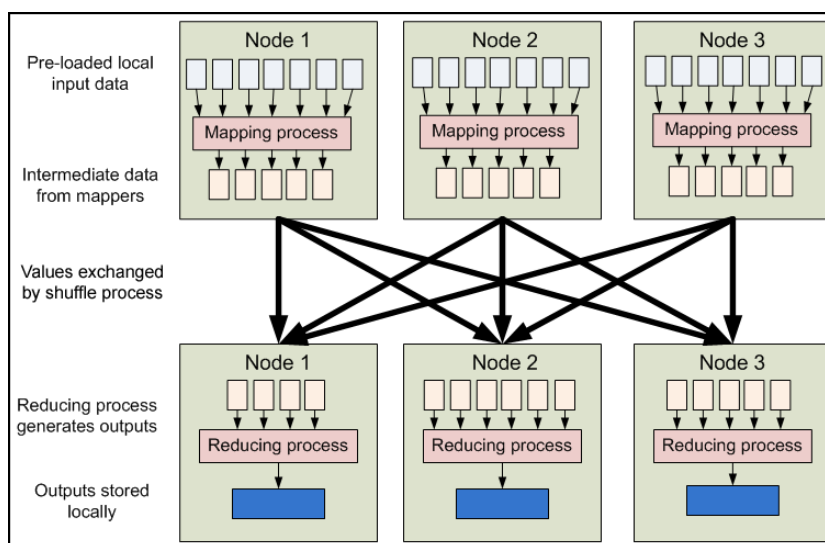 Node 1
Node 2
Node 3
Pre-loaded local
input data
Mapping process
Mapping process
Mapping process
Intermediate data
from mappers
Values exchanged
by shuffle process
Node 1
Node 2
Node 3
Reducing process
generates outputs
Reducing process
Reducing process
Reducing process
Outputs stored
locally